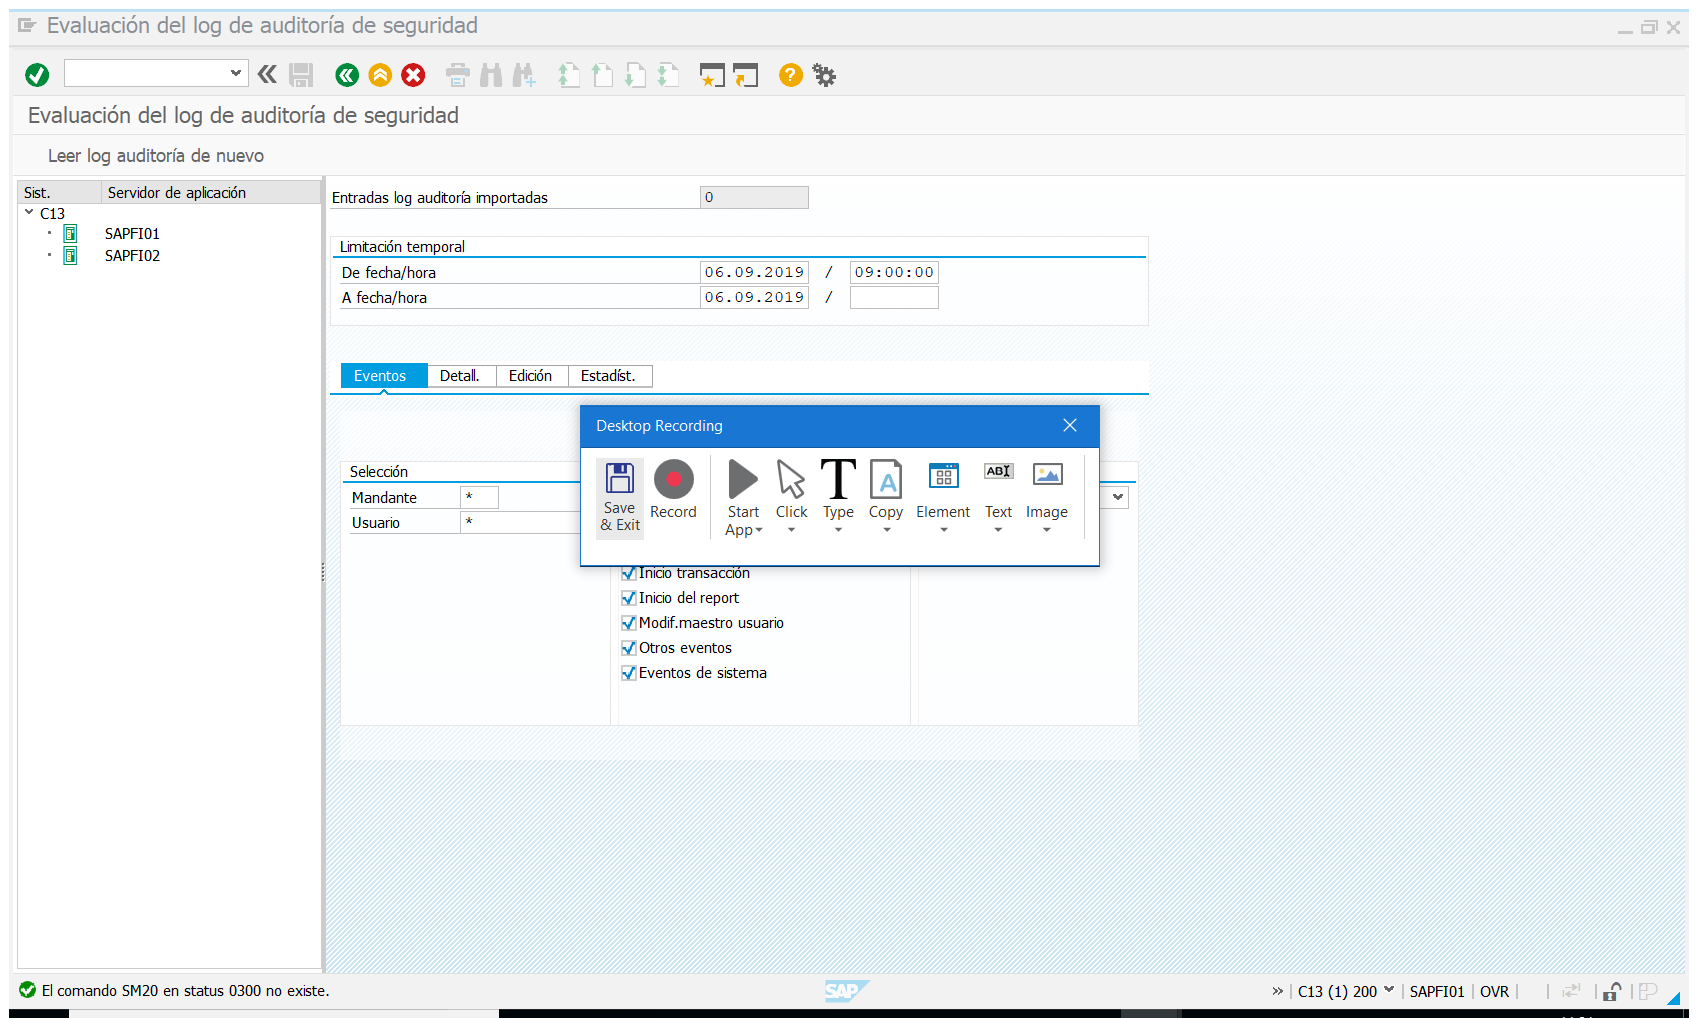 Evaluación del log de auditoría de seguridad
Evaluación del log de auditoría de seguridad
Leer log auditoría de nuevo
Sist. Servidor de aplicación
C13
SAPFI01
SAPFI02
Entradas log auditoría importadas 0
Limitación temporal
De fecha/hora 06.09.2019 / 09:00:00
A fecha/hora 06.09.2019 /
Eventos Detall. Edición Estadíst.
Desktop Recording
Save & Exit
Record
Start App
Click
Type
Copy
Element
Text
Image
ABI
A
Selección
Mandante *
Usuario *
Inicio transacción
Inicio del report
Modif.maestro usuario
Otros eventos
Eventos de sistema
El comando SM20 en status 0300 no existe.
SAP
C13 (1) 200
SAPFI01
OVR